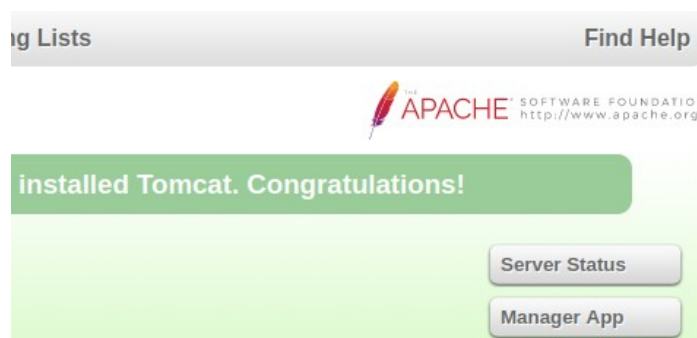 ng Lists
Find Help
THE
APACHE SOFTWARE FOUNDATIO
http://www.apache.org
installed Tomcat. Congratulations!
Server Status
Manager App